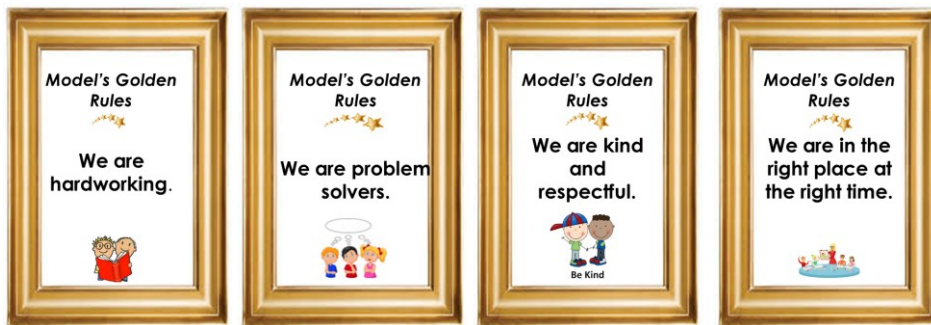 Model's Golden
Rules
We are
hardworking.
Model's Golden
Rules
We are problem
solvers.
Model's Golden
Rules
We are kind
and
respectful.
Be Kind
Model's Golden
Rules
We are in the
right place at
the right time.